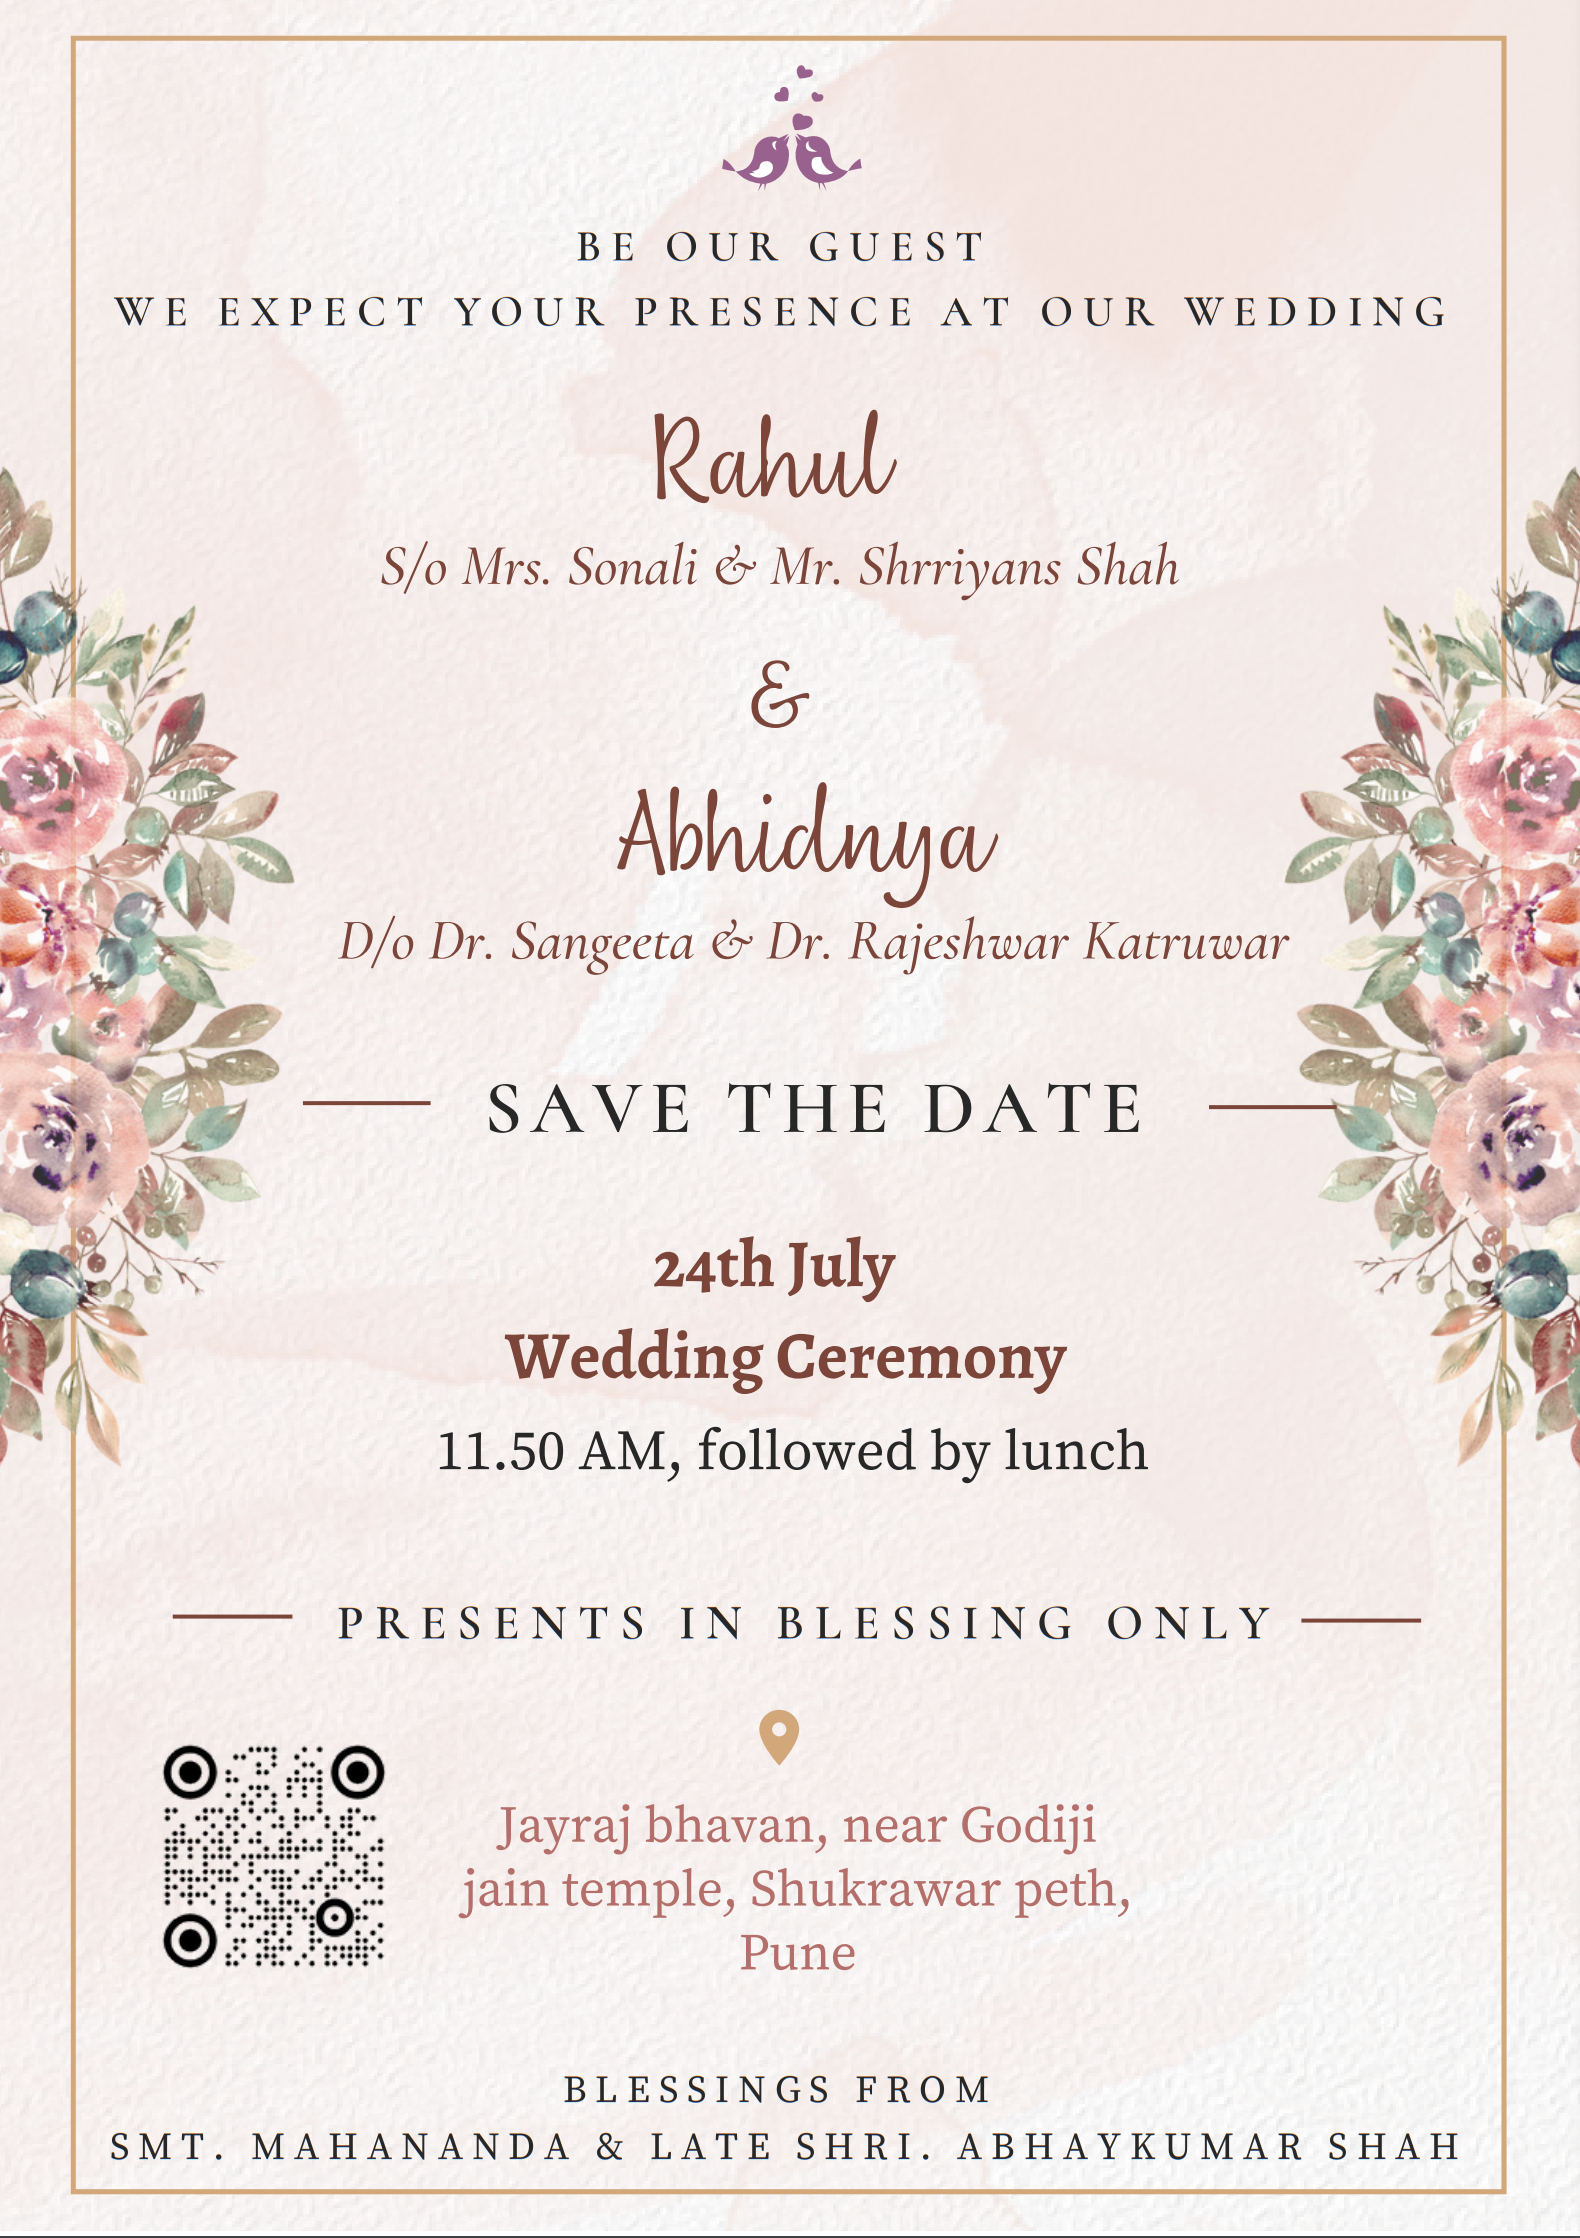 BE OUR GUEST
WE EXPECT YOUR PRESENCE AT OUR WEDDING
Rahul
S/o Mrs. Sonali & Mr. Shrriyans Shah
&
Abhidnya
D/o Dr. Sangeeta & Dr. Rajeshwar Katruwar
SAVE THE DATE
24th July
Wedding Ceremony
11.50 AM, followed by lunch
PRESENTS IN BLESSING ONLY
Jayraj bhavan, near Godiji
jain temple, Shukrawar peth,
Pune
BLESSINGS FROM
SMT. MAHANANDA & LATE SHRI. ABHAYKUMAR SHAH